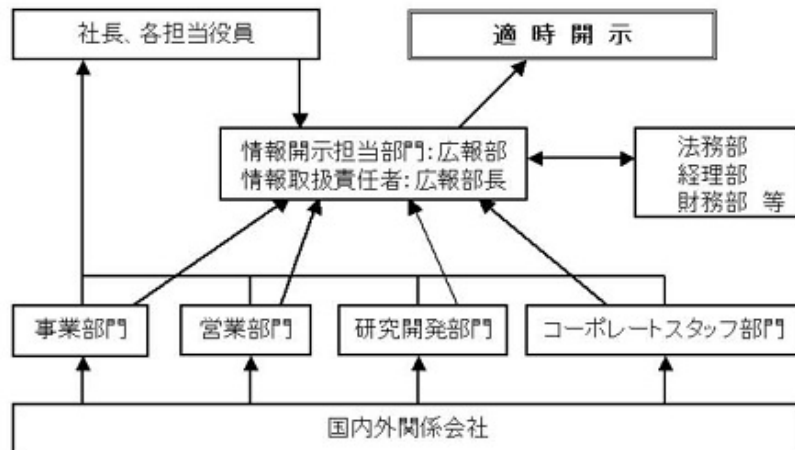 社長、各担当役員
適 時 開 示
情報開示担当部門:広報部
情報取扱責任者:広報部長
法務部
経理部
財務部 等
事業部門
営業部門
研究開発部門
コーポレートスタッフ部門
国内外関係会社